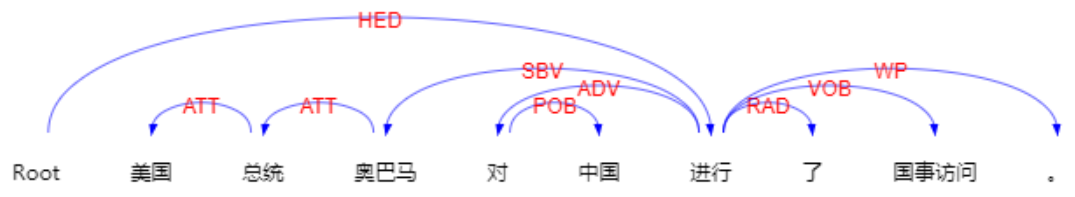 HED
SBV WP
ADV VOB
ATT ATT POB RAD
Root 美国 总统 奥巴马 对 中国 进行 了 国事访问 。